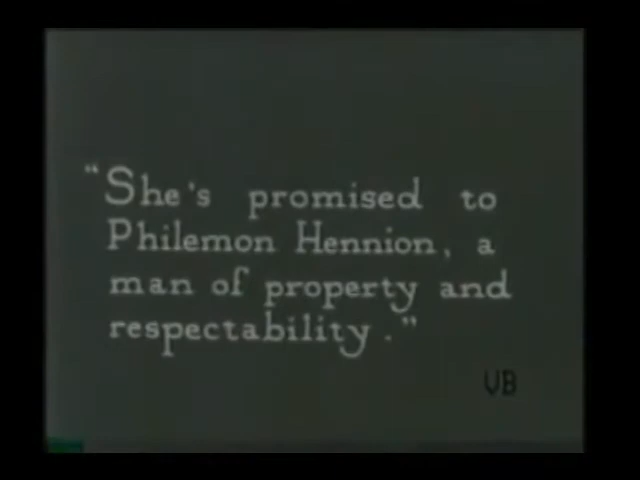 "She's promised to
Philemon Hennion, a
man of property and
respectability."
VB